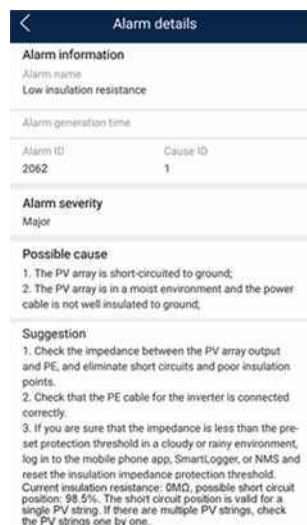 Alarm details
Alarm information
Alarm name
Low insulation resistance
Alarm generation time
Alarm ID
Cause ID
2062
1
Alarm severity
Major
Possible cause
1. The PV array is short-circuited to ground;
2. The PV array is in a moist environment and the power
cable is not well insulated to ground;
Suggestion
1. Check the impedance between the PV array output
and PE, and eliminate short circuits and poor insulation
points.
2. Check that the PE cable for the inverter is connected
correctly.
3. If you are sure that the impedance is less than the pre-
set protection threshold in a cloudy or rainy environment,
log in to the mobile phone app, SmartLogger, or NMS and
reset the insulation impedance protection threshold.
Current insulation resistance: 0MΩ, possible short circuit
position: 98.5%. The short circuit position is valid for a
single PV string. If there are multiple PV strings, check
the PV strings one by one.